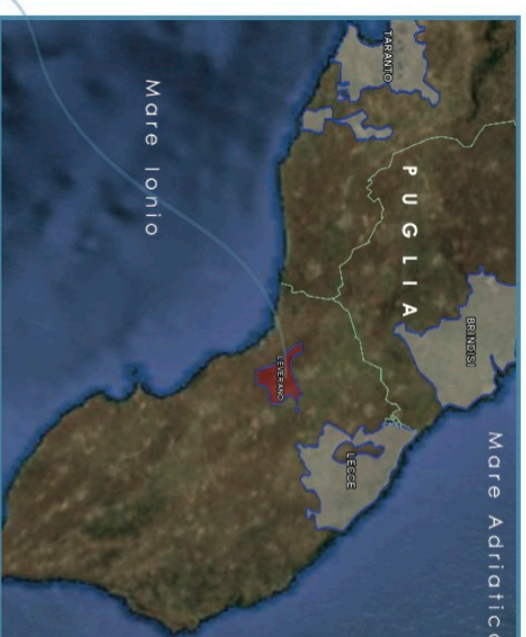 TARANTO
Mare Ionio
PUGLIA
BRINDISI
LEVERANO
LECCE
Mare Adriatico